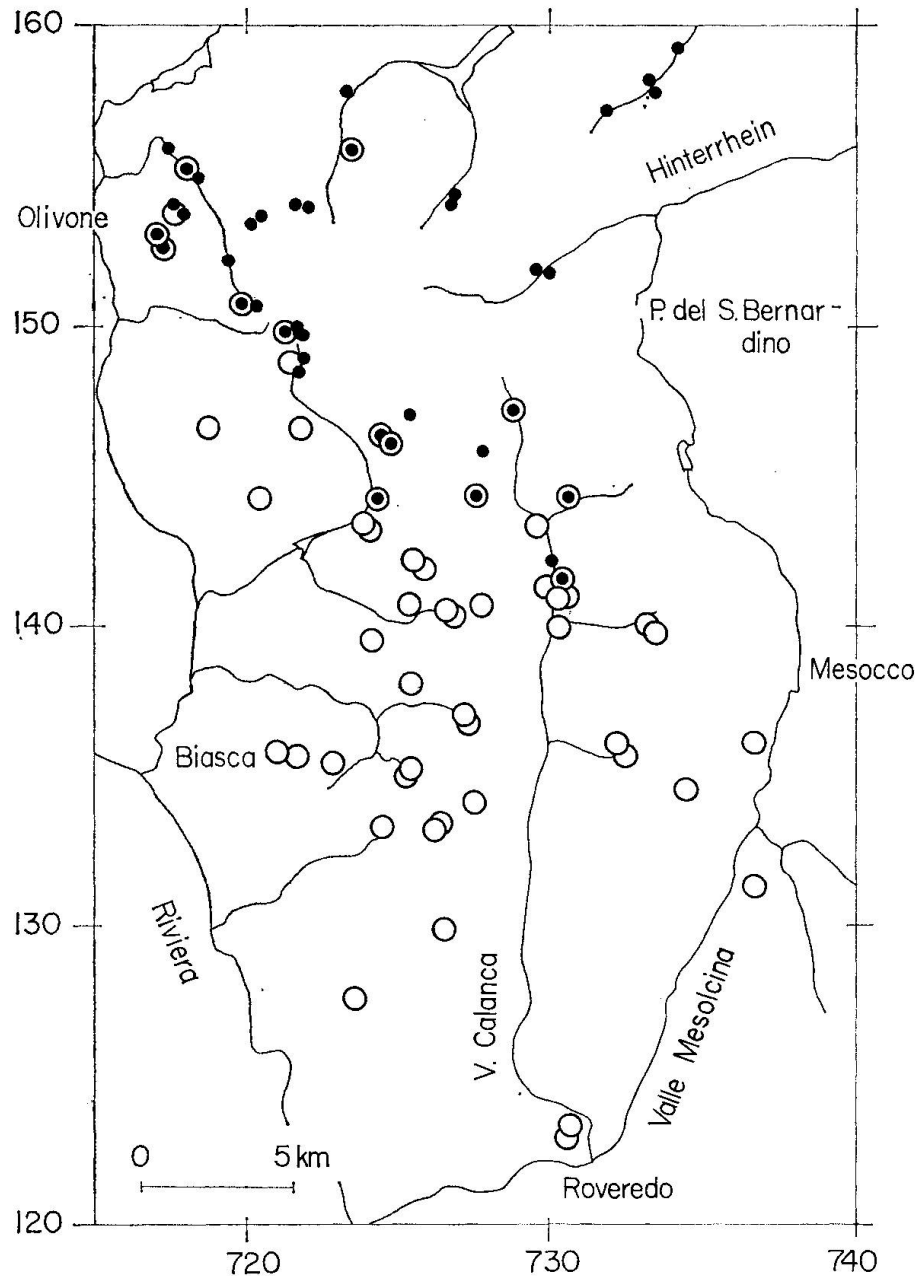 160
Hinterrhein
Olivone
150
P. del S. Bernar-
dino
140
Mesocco
Biasca
130
Riviera
V. Calanca
Valle Mesolcina
0
5 km
Roveredo
120
720
730
740